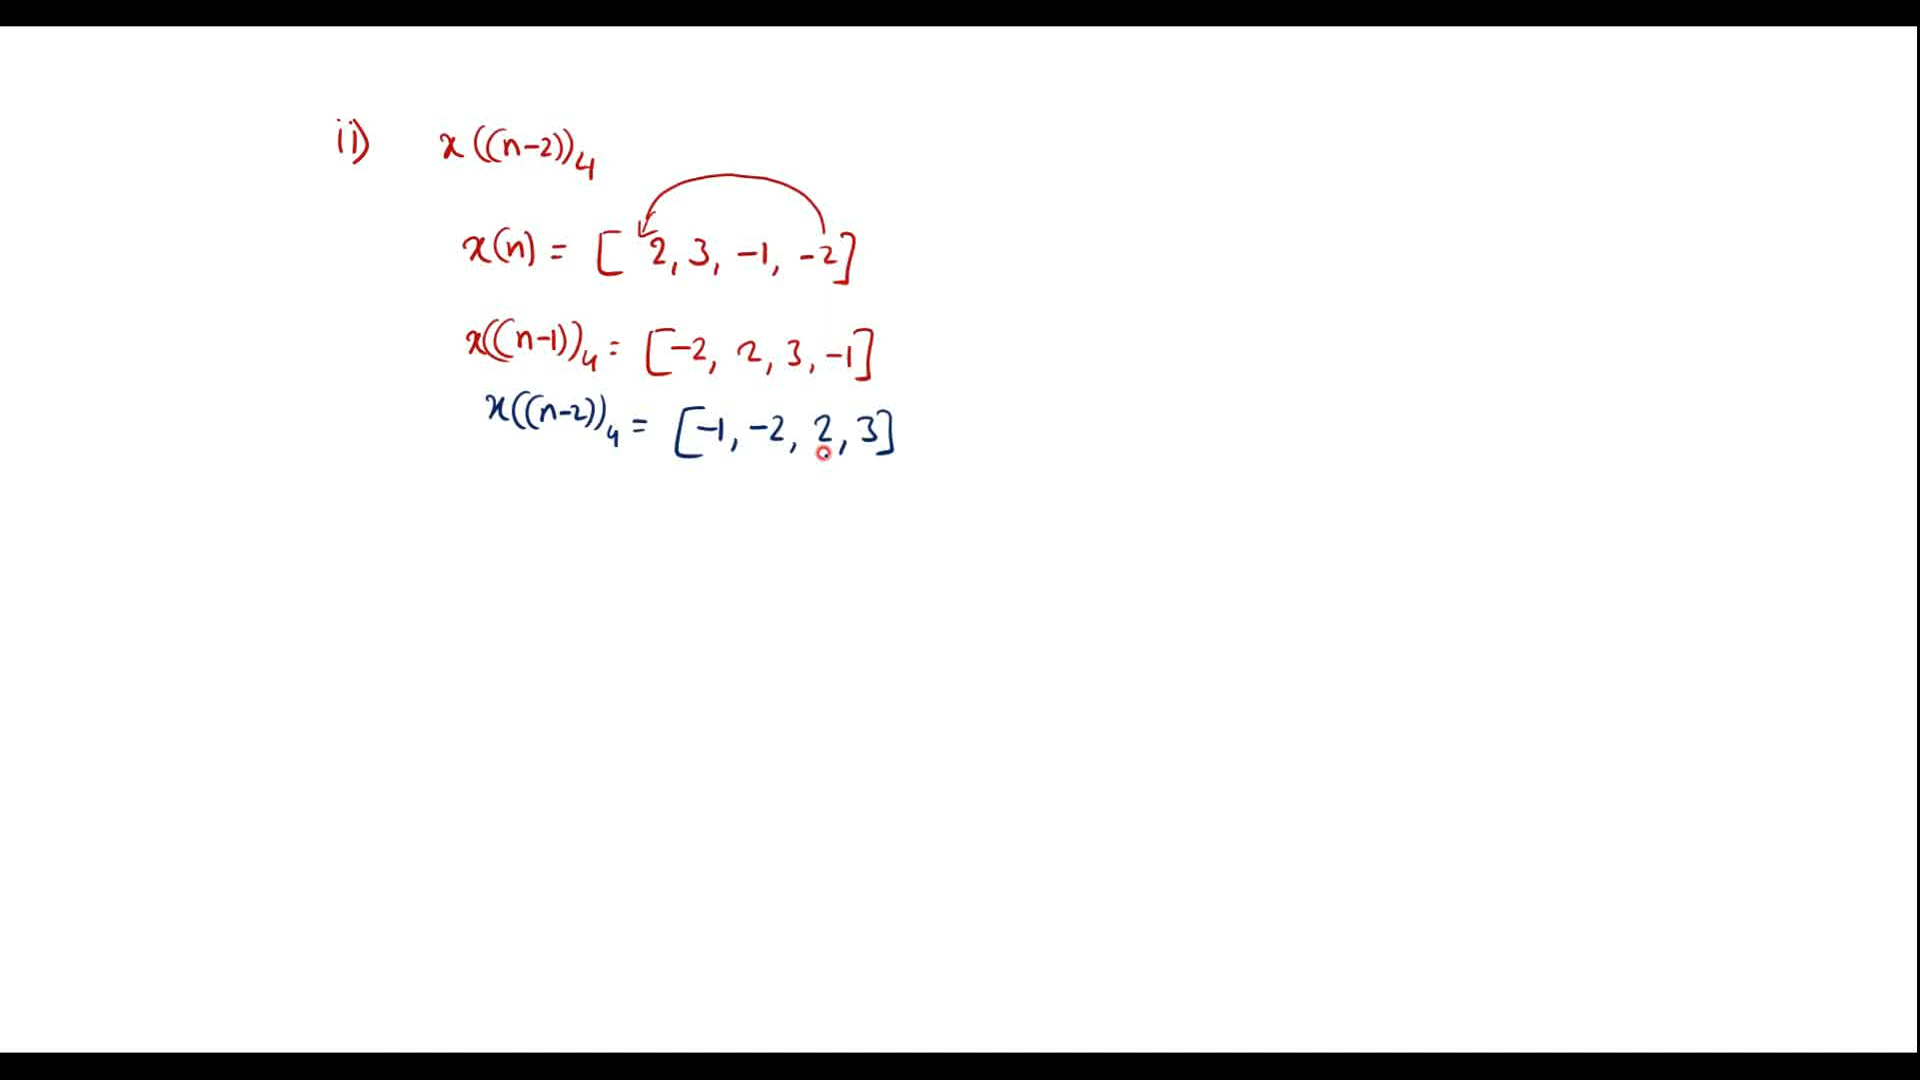 ii) x((n-2))₄
x(n) = [ 2, 3, -1, -2]
x((n-1))₄ = [-2, 2, 3, -1]
x((n-2))₄ = [-1, -2, 2, 3]